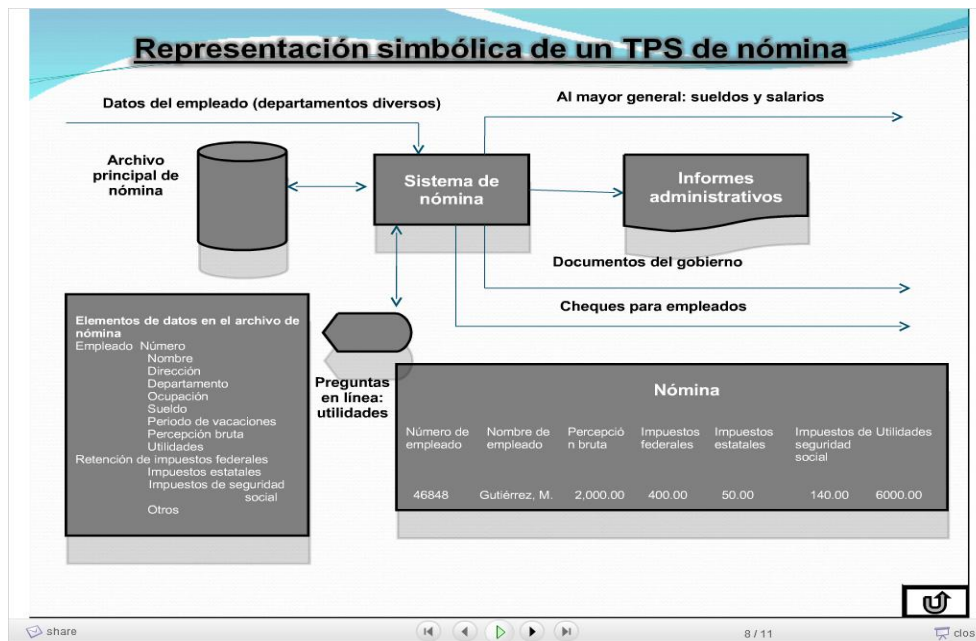 Representación simbólica de un TPS de nómina
Datos del empleado (departamentos diversos)
Al mayor general: sueldos y salarios
Archivo
principal de
nómina
Sistema de
nómina
Informes
administrativos
Documentos del gobierno
Cheques para empleados
Elementos de datos en el archivo de
nómina
Empleado Número
Nombre
Dirección
Departamento
Ocupación
Sueldo
Periodo de vacaciones
Percepción bruta
Utilidades
Retención de impuestos federales
Impuestos estatales
Impuestos de seguridad
social
Otros
Preguntas
en línea:
utilidades
Nómina
Número de Nombre de Percepció Impuestos Impuestos Impuestos de Utilidades
empleado empleado n bruta federales estatales seguridad
social
46848 Gutiérrez, M. 2,000.00 400.00 50.00 140.00 6000.00
share
8 / 11
clos